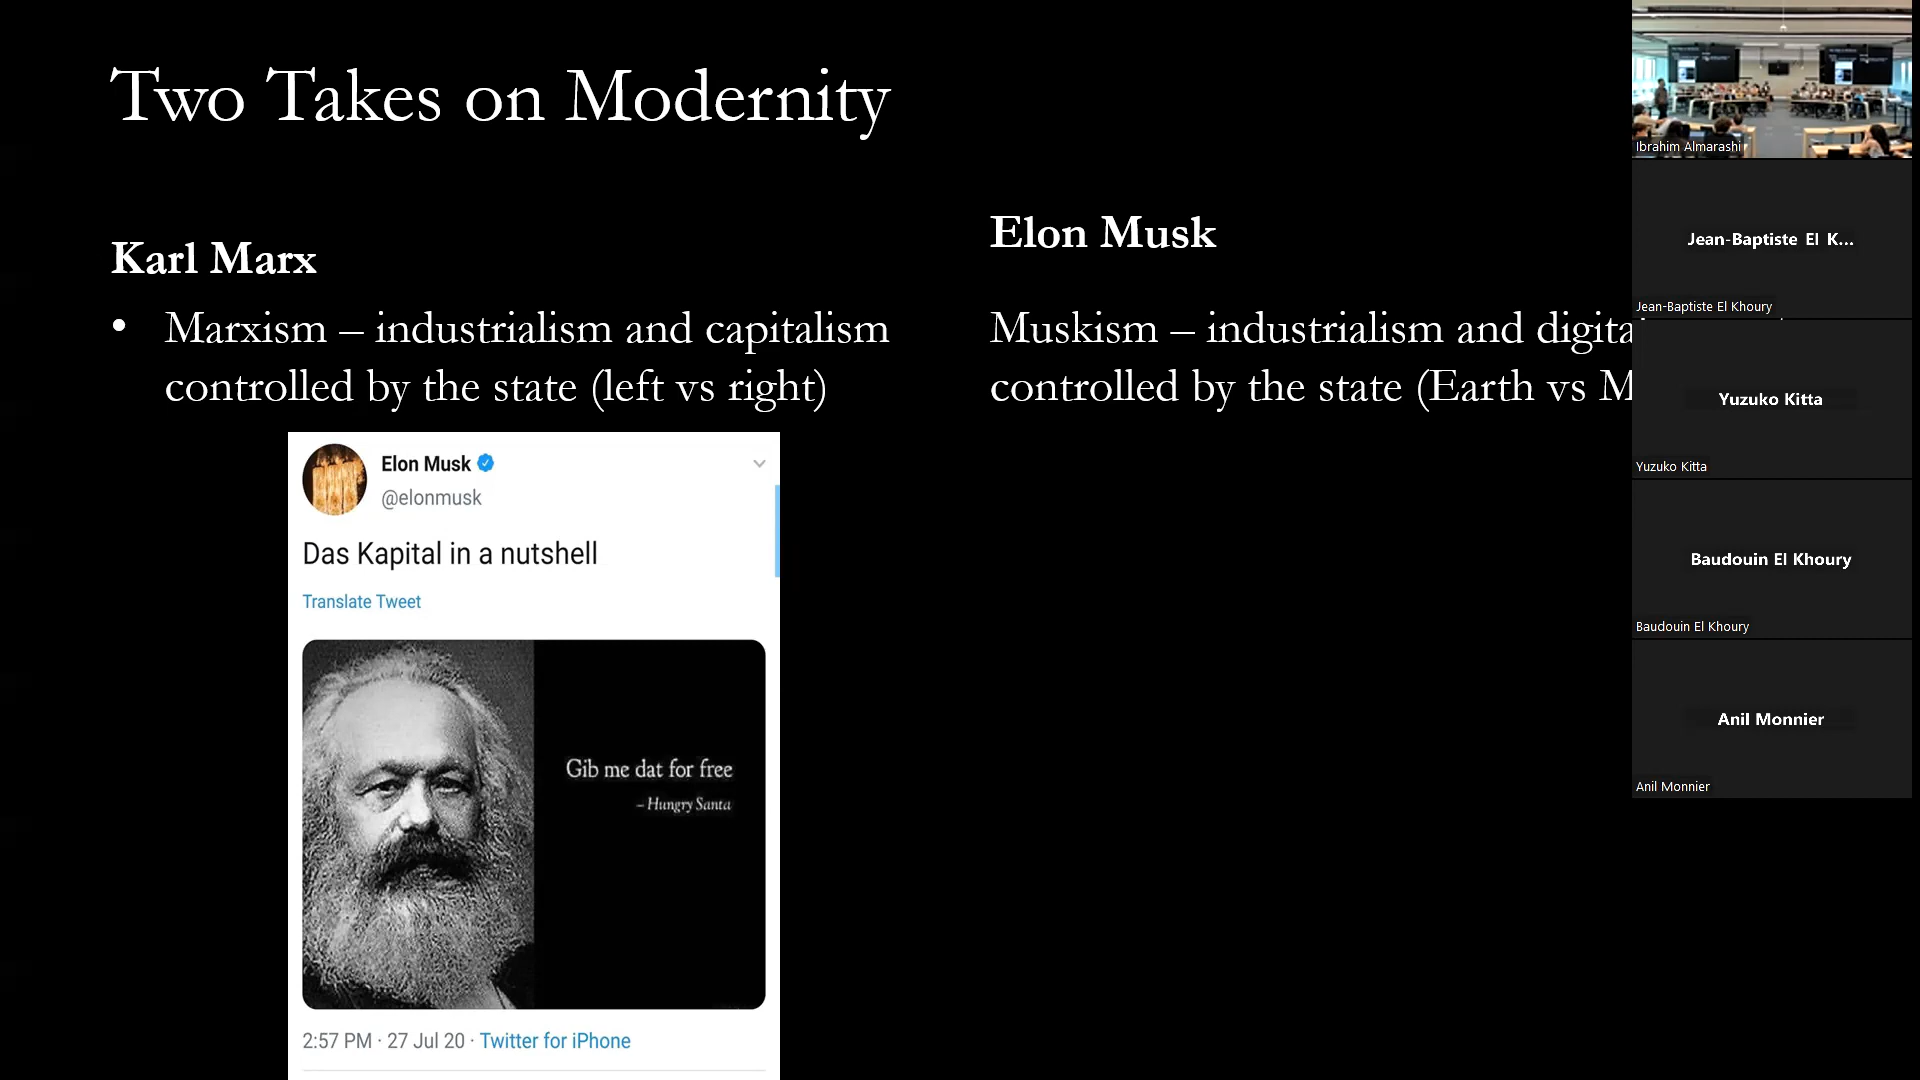 Two Takes on Modernity
Karl Marx
• Marxism – industrialism and capitalism
controlled by the state (left vs right)
Elon Musk
@elonmusk
Das Kapital in a nutshell
Translate Tweet
Gib me dat for free
– Hungry Santa
2:57 PM · 27 Jul 20 · Twitter for iPhone
Elon Musk
Muskism – industrialism and
controlled by the state (Earth vs
Ibrahim Almarashi
Jean-Baptiste El K...
Jean-Baptiste El Khoury
Yuzuko Kitta
Yuzuko Kitta
Baudouin El Khoury
Baudouin El Khoury
Anil Monnier
Anil Monnier